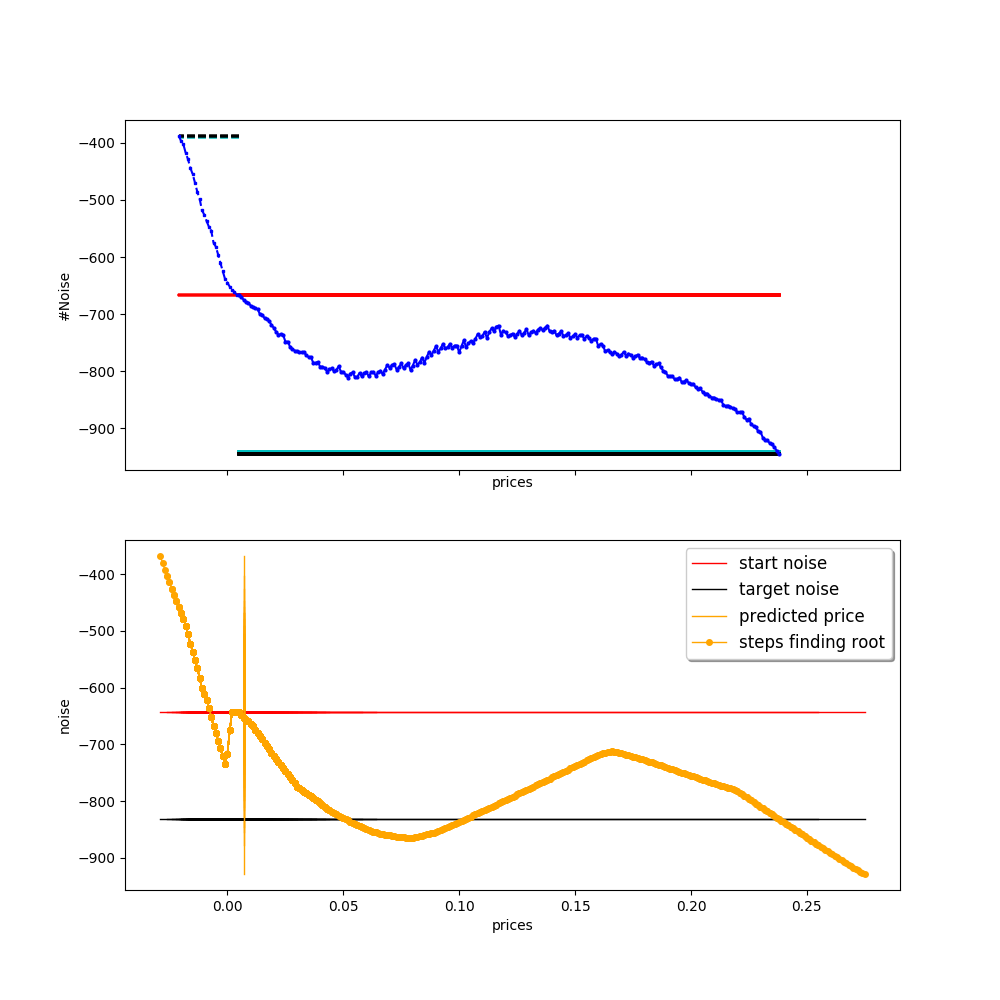 −400
−500
−600
−700
−800
−900
#Noise
prices
−400
−500
−600
−700
−800
−900
noise
start noise
target noise
predicted price
steps finding root
0.00 0.05 0.10 0.15 0.20 0.25
prices